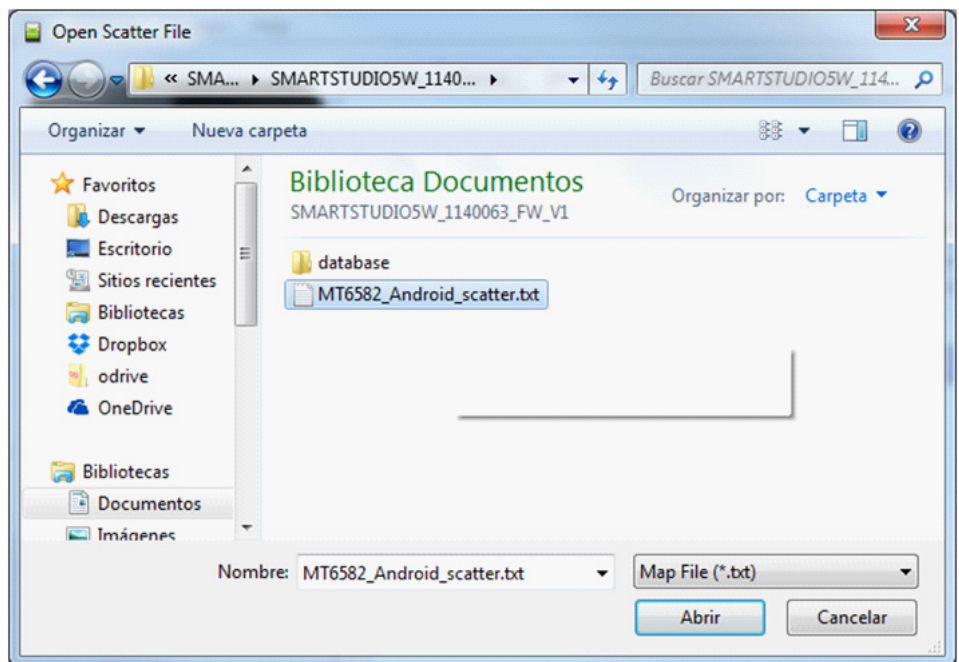 Open Scatter File
« SMA... ▸ SMARTSTUDIO5W_1140... ▸
Buscar SMARTSTUDIO5W_114...
Organizar
Nueva carpeta
Favoritos
Descargas
Escritorio
Sitios recientes
Bibliotecas
Dropbox
odrive
OneDrive
Bibliotecas
Documentos
Imágenes
Biblioteca Documentos
SMARTSTUDIO5W_1140063_FW_V1
Organizar por: Carpeta
database
MT6582_Android_scatter.txt
Nombre: MT6582_Android_scatter.txt
Map File (*.txt)
Abrir
Cancelar